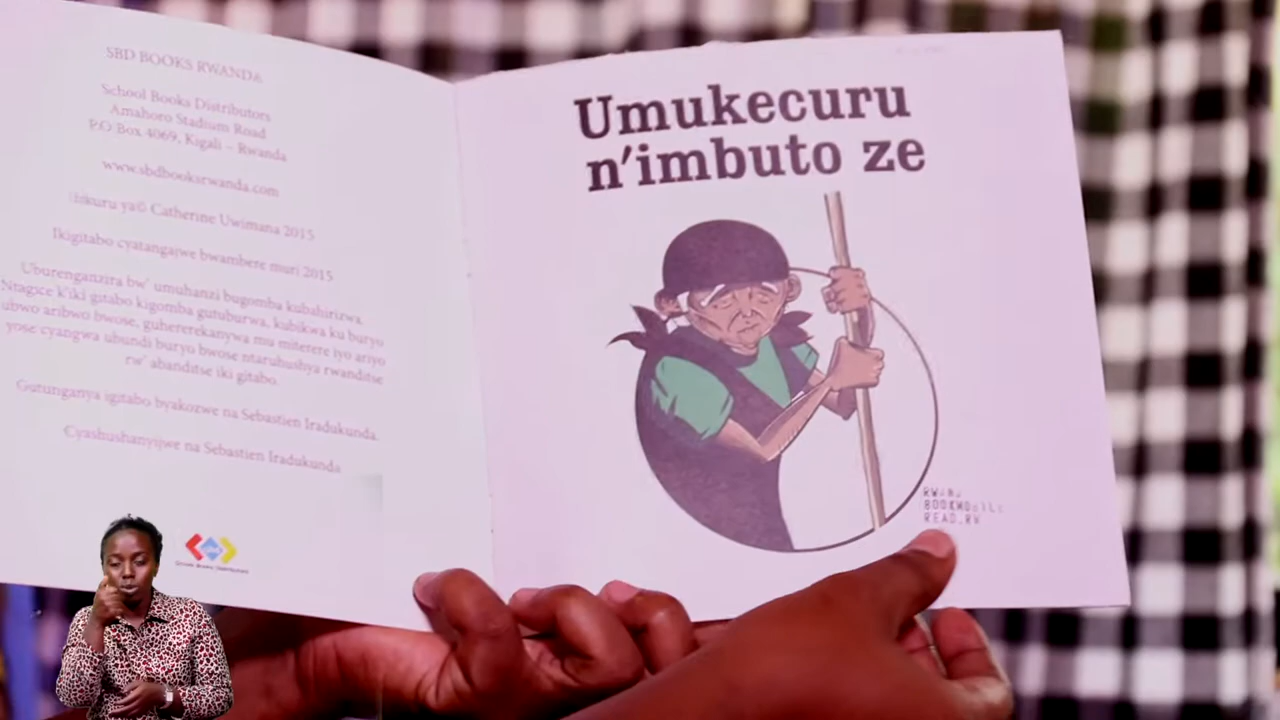 SBD BOOKS RWANDA
School Books Distributors
Amahoro Stadium Road
P.O Box 4069, Kigali – Rwanda
www.sbdbooksrwanda.com
ya© Catherine Uwimana 2015
Ikigitabo cyatangajwe bwambere muri 2015
Uburenganzira bw' umuhanzi bugomba kubahirizwa.
Ntagice k'iki gitabo kigomba gutuburwa, kubikwa ku buryo
ubwo aribwo bwose, guhererekanywa mu miterere iyo ariyo
yose cyangwa ubundi buryo bwose ntaruhushya rwanditse
rw' abanditse iki gitabo.
Gutunganya igitabo byakozwe na Sebastien Iradukunda.
Cyashushanyijwe na Sebastien Iradukunda
Umukecuru
n'imbuto ze
READ.RW